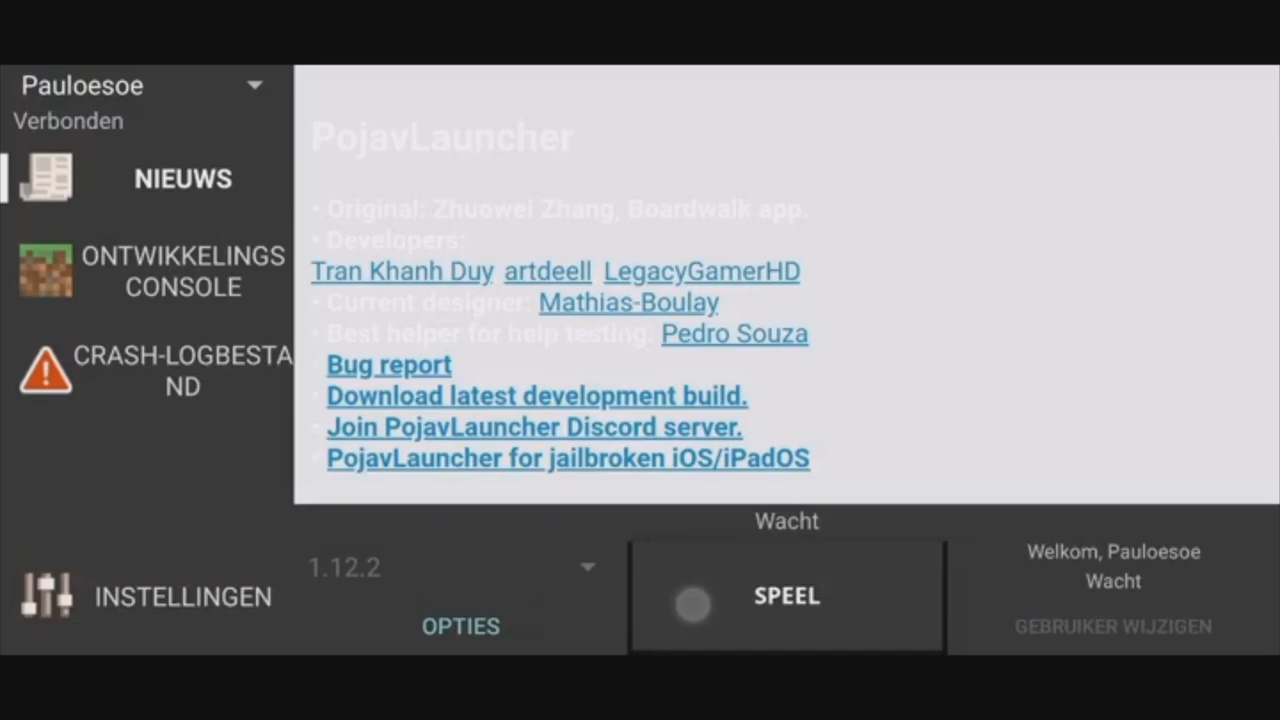 Pauloesoe
Verbonden
NIEUWS
ONTWIKKELINGS
CONSOLE
CRASH-LOGBESTA
ND
INSTELLINGEN
PojavLauncher
• Original: Zhuowei Zhang, Boardwalk app.
• Developers:
Tran Khanh Duy artdeell LegacyGamerHD
• Current designer: Mathias-Boulay
• Best helper for help testing: Pedro Souza
• Bug report
• Download latest development build.
• Join PojavLauncher Discord server.
• PojavLauncher for jailbroken iOS/iPadOS
1.12.2
OPTIES
Wacht
SPEEL
Welkom, Pauloesoe
Wacht
GEBRUIKER WIJZIGEN